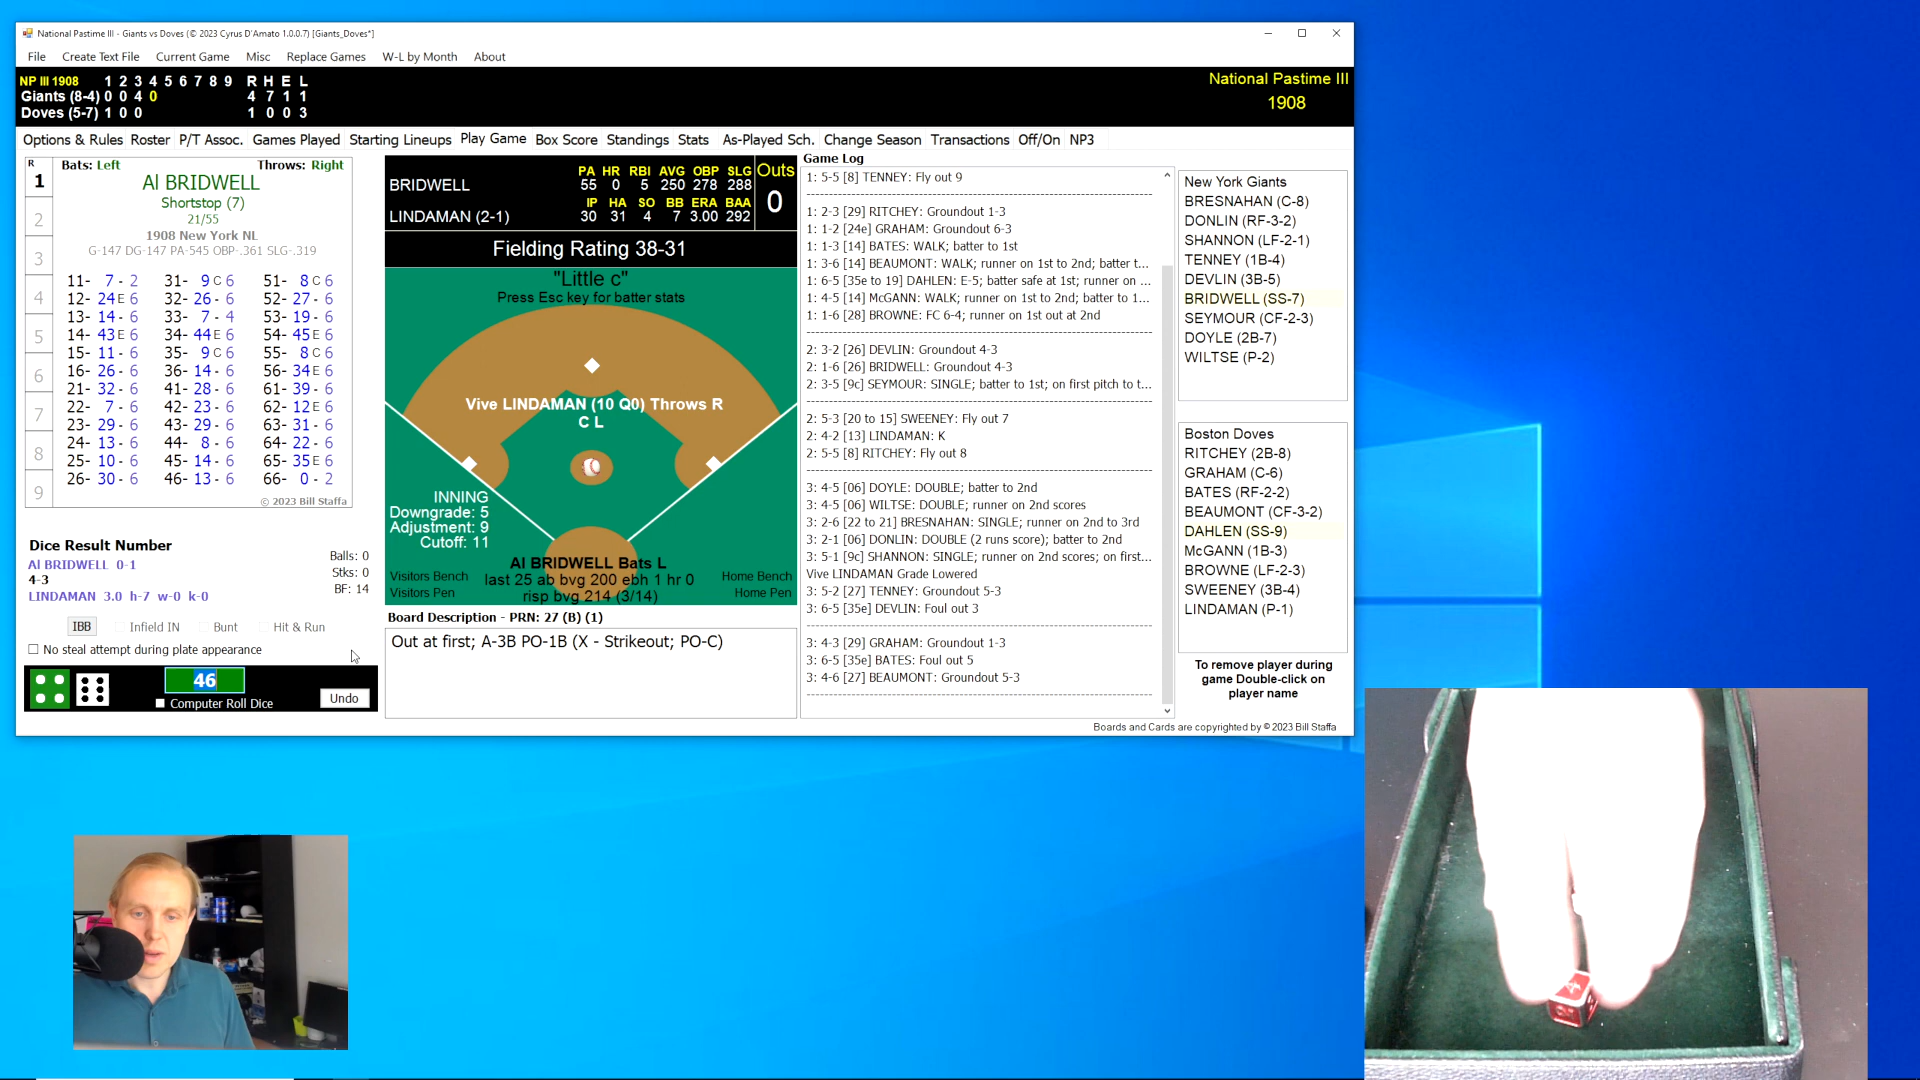 National Pastime III - Giants vs Doves (© 2023 Cyrus D'Amato 1.0.0.7) [Giants_Doves*]
File Create Text File Current Game Misc Replace Games W-L by Month About
NP III 1908 1 2 3 4 5 6 7 8 9 R H E L
Giants (8-4) 0 0 4 0 4 7 1 1
Doves (5-7) 1 0 0 1 0 0 3
National Pastime III
1908
Options & Rules Roster P/T Assoc. Games Played Starting Lineups Play Game Box Score Standings Stats As-Played Sch. Change Season Transactions Off/On NP3
R
1
2
3
4
5
6
7
8
9
Bats: Left Throws: Right
Al BRIDWELL
Shortstop (7)
21/55
1908 New York NL
G-147 DG-147 PA-545 OBP-.361 SLG-.319
11- 7 - 2 31- 9 C 6 51- 8 C 6
12- 24 E 6 32- 26 - 6 52- 27 - 6
13- 14 - 6 33- 7 - 4 53- 19 - 6
14- 43 E 6 34- 44 E 6 54- 45 E 6
15- 11 - 6 35- 9 C 6 55- 8 C 6
16- 26 - 6 36- 14 - 6 56- 34 E 6
21- 32 - 6 41- 28 - 6 61- 39 - 6
22- 7 - 6 42- 23 - 6 62- 12 E 6
23- 29 - 6 43- 29 - 6 63- 31 - 6
24- 13 - 6 44- 8 - 6 64- 22 - 6
25- 10 - 6 45- 14 - 6 65- 35 E 6
26- 30 - 6 46- 13 - 6 66- 0 - 2
© 2023 Bill Staffa
Dice Result Number
Al BRIDWELL 0-1
4-3
LINDAMAN 3.0 h-7 w-0 k-0
Balls: 0
Stks: 0
BF: 14
IBB Infield IN Bunt Hit & Run
No steal attempt during plate appearance
46
Computer Roll Dice
Undo
PA HR RBI AVG OBP SLG
BRIDWELL 55 0 5 250 278 288
IP HA SO BB ERA BAA
LINDAMAN (2-1) 30 31 4 7 3.00 292
Outs
0
Fielding Rating 38-31
"Little c"
Press Esc key for batter stats
Vive LINDAMAN (10 Q0) Throws R
C L
INNING
Downgrade: 5
Adjustment: 9
Cutoff: 11
Al BRIDWELL Bats L
last 25 ab bvg 200 ebh 1 hr 0
risp bvg 214 (3/14)
Visitors Bench
Visitors Pen
Home Bench
Home Pen
Board Description - PRN: 27 (B) (1)
Out at first; A-3B PO-1B (X - Strikeout; PO-C)
Game Log
1: 5-5 [8] TENNEY: Fly out 9
1: 2-3 [29] RITCHEY: Groundout 1-3
1: 1-2 [24e] GRAHAM: Groundout 6-3
1: 1-3 [14] BATES: WALK; batter to 1st
1: 3-6 [14] BEAUMONT: WALK; runner on 1st to 2nd; batter t...
1: 6-5 [35e to 19] DAHLEN: E-5; batter safe at 1st; runner on ...
1: 4-5 [14] McGANN: WALK; runner on 1st to 2nd; batter to 1...
1: 1-6 [28] BROWNE: FC 6-4; runner on 1st out at 2nd
2: 3-2 [26] DEVLIN: Groundout 4-3
2: 1-6 [26] BRIDWELL: Groundout 4-3
2: 3-5 [9c] SEYMOUR: SINGLE; batter to 1st; on first pitch to t...
2: 5-3 [20 to 15] SWEENEY: Fly out 7
2: 4-2 [13] LINDAMAN: K
2: 5-5 [8] RITCHEY: Fly out 8
3: 4-5 [06] DOYLE: DOUBLE; batter to 2nd
3: 4-5 [06] WILTSE: DOUBLE; runner on 2nd scores
3: 2-6 [22 to 21] BRESNAHAN: SINGLE; runner on 2nd to 3rd
3: 2-1 [06] DONLIN: DOUBLE (2 runs score); batter to 2nd
3: 5-1 [9c] SHANNON: SINGLE; runner on 2nd scores; on first...
Vive LINDAMAN Grade Lowered
3: 5-2 [27] TENNEY: Groundout 5-3
3: 6-5 [35e] DEVLIN: Foul out 3
3: 4-3 [29] GRAHAM: Groundout 1-3
3: 6-5 [35e] BATES: Foul out 5
3: 4-6 [27] BEAUMONT: Groundout 5-3
New York Giants
BRESNAHAN (C-8)
DONLIN (RF-3-2)
SHANNON (LF-2-1)
TENNEY (1B-4)
DEVLIN (3B-5)
BRIDWELL (SS-7)
SEYMOUR (CF-2-3)
DOYLE (2B-7)
WILTSE (P-2)
Boston Doves
RITCHEY (2B-8)
GRAHAM (C-6)
BATES (RF-2-2)
BEAUMONT (CF-3-2)
DAHLEN (SS-9)
McGANN (1B-3)
BROWNE (LF-2-3)
SWEENEY (3B-4)
LINDAMAN (P-1)
To remove player during
game Double-click on
player name
Boards and Cards are copyrighted by © 2023 Bill Staffa